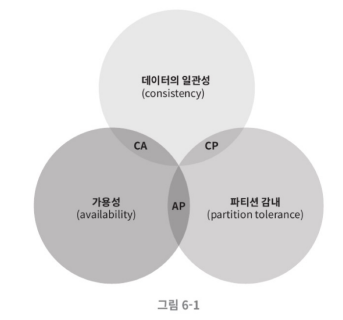 데이터의 일관성
(consistency)
CA
CP
가용성
(availability)
AP
파티션 감내
(partition tolerance)
그림 6-1